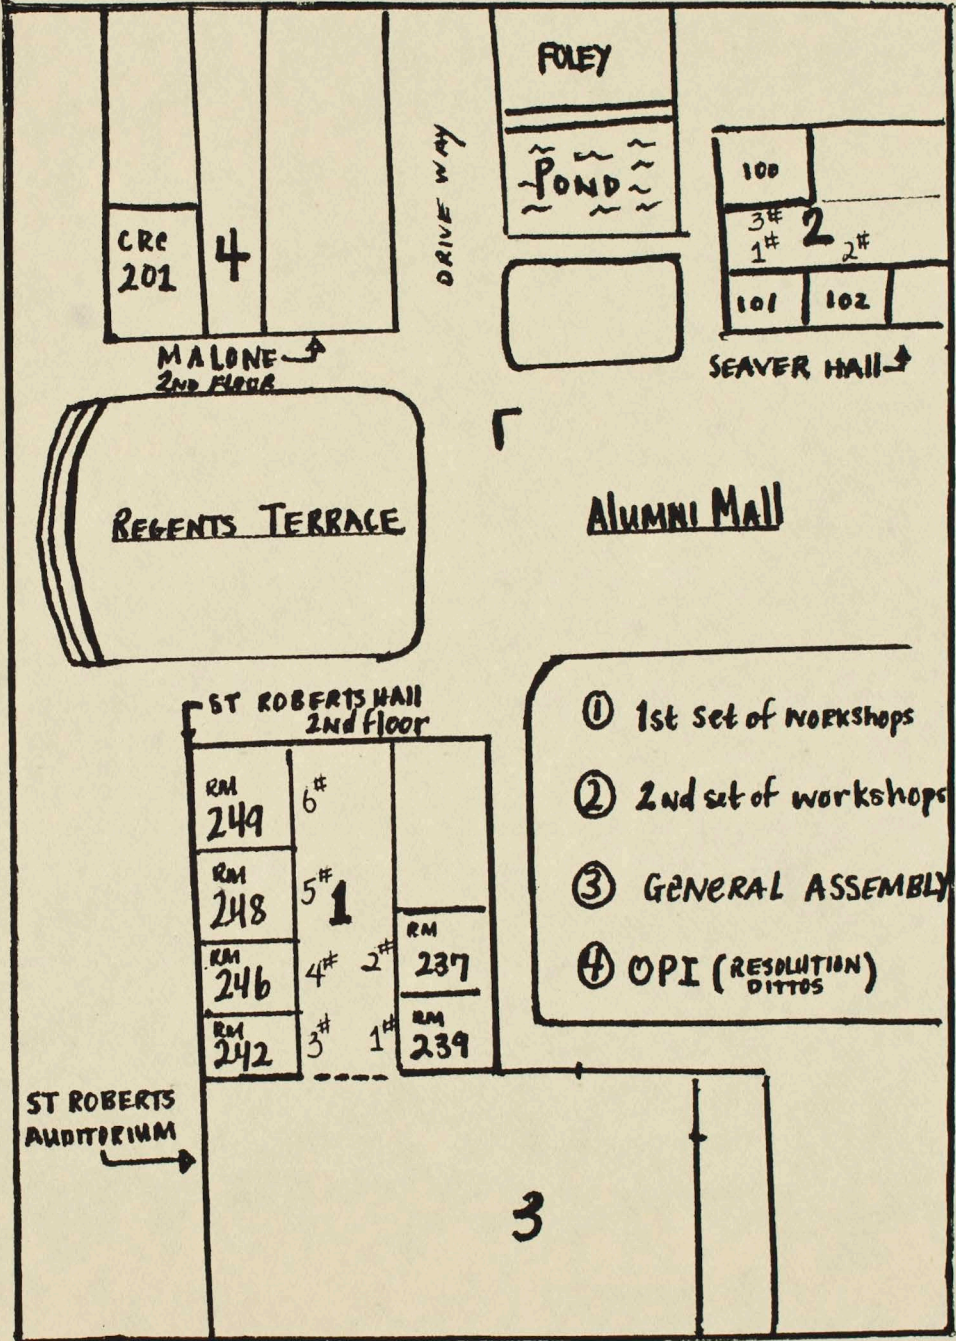 FOLEY
POND
DRIVE WAY
CRC
201
4
MALONE
2ND FLOOR
100
3#
1#
2
2#
101
102
SEAVER HALL
REGENTS TERRACE
ALUMNI MALL
ST ROBERTS HALL
2nd floor
RM
249
6#
RM
248
5#
1
RM
246
4#
2#
RM
237
RM
242
3#
1#
RM
239
① 1st set of workshops
② 2nd set of workshops
③ GENERAL ASSEMBLY
④ OPI (RESOLUTION
DITTOS)
ST ROBERTS
AUDITORIUM
3